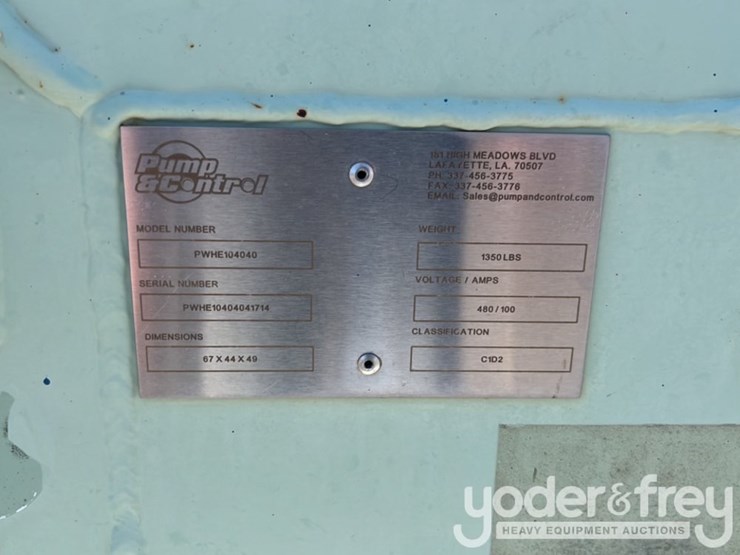 Pump
&Control
MEADOWS BLVD
LAFAYETTE, LA. 70507
PH: 337-456-3775
FAX: 337-456-3776
EMAIL: Sales@pumpandcontrol.com
MODEL NUMBER
PWHE104040
SERIAL NUMBER
PWHE10404041714
DIMENSIONS
67 X 44 X 49
WEIGHT
1350 LBS
VOLTAGE / AMPS
480 / 100
CLASSIFICATION
C1D2
yoder&frey
HEAVY EQUIPMENT AUCTIONS